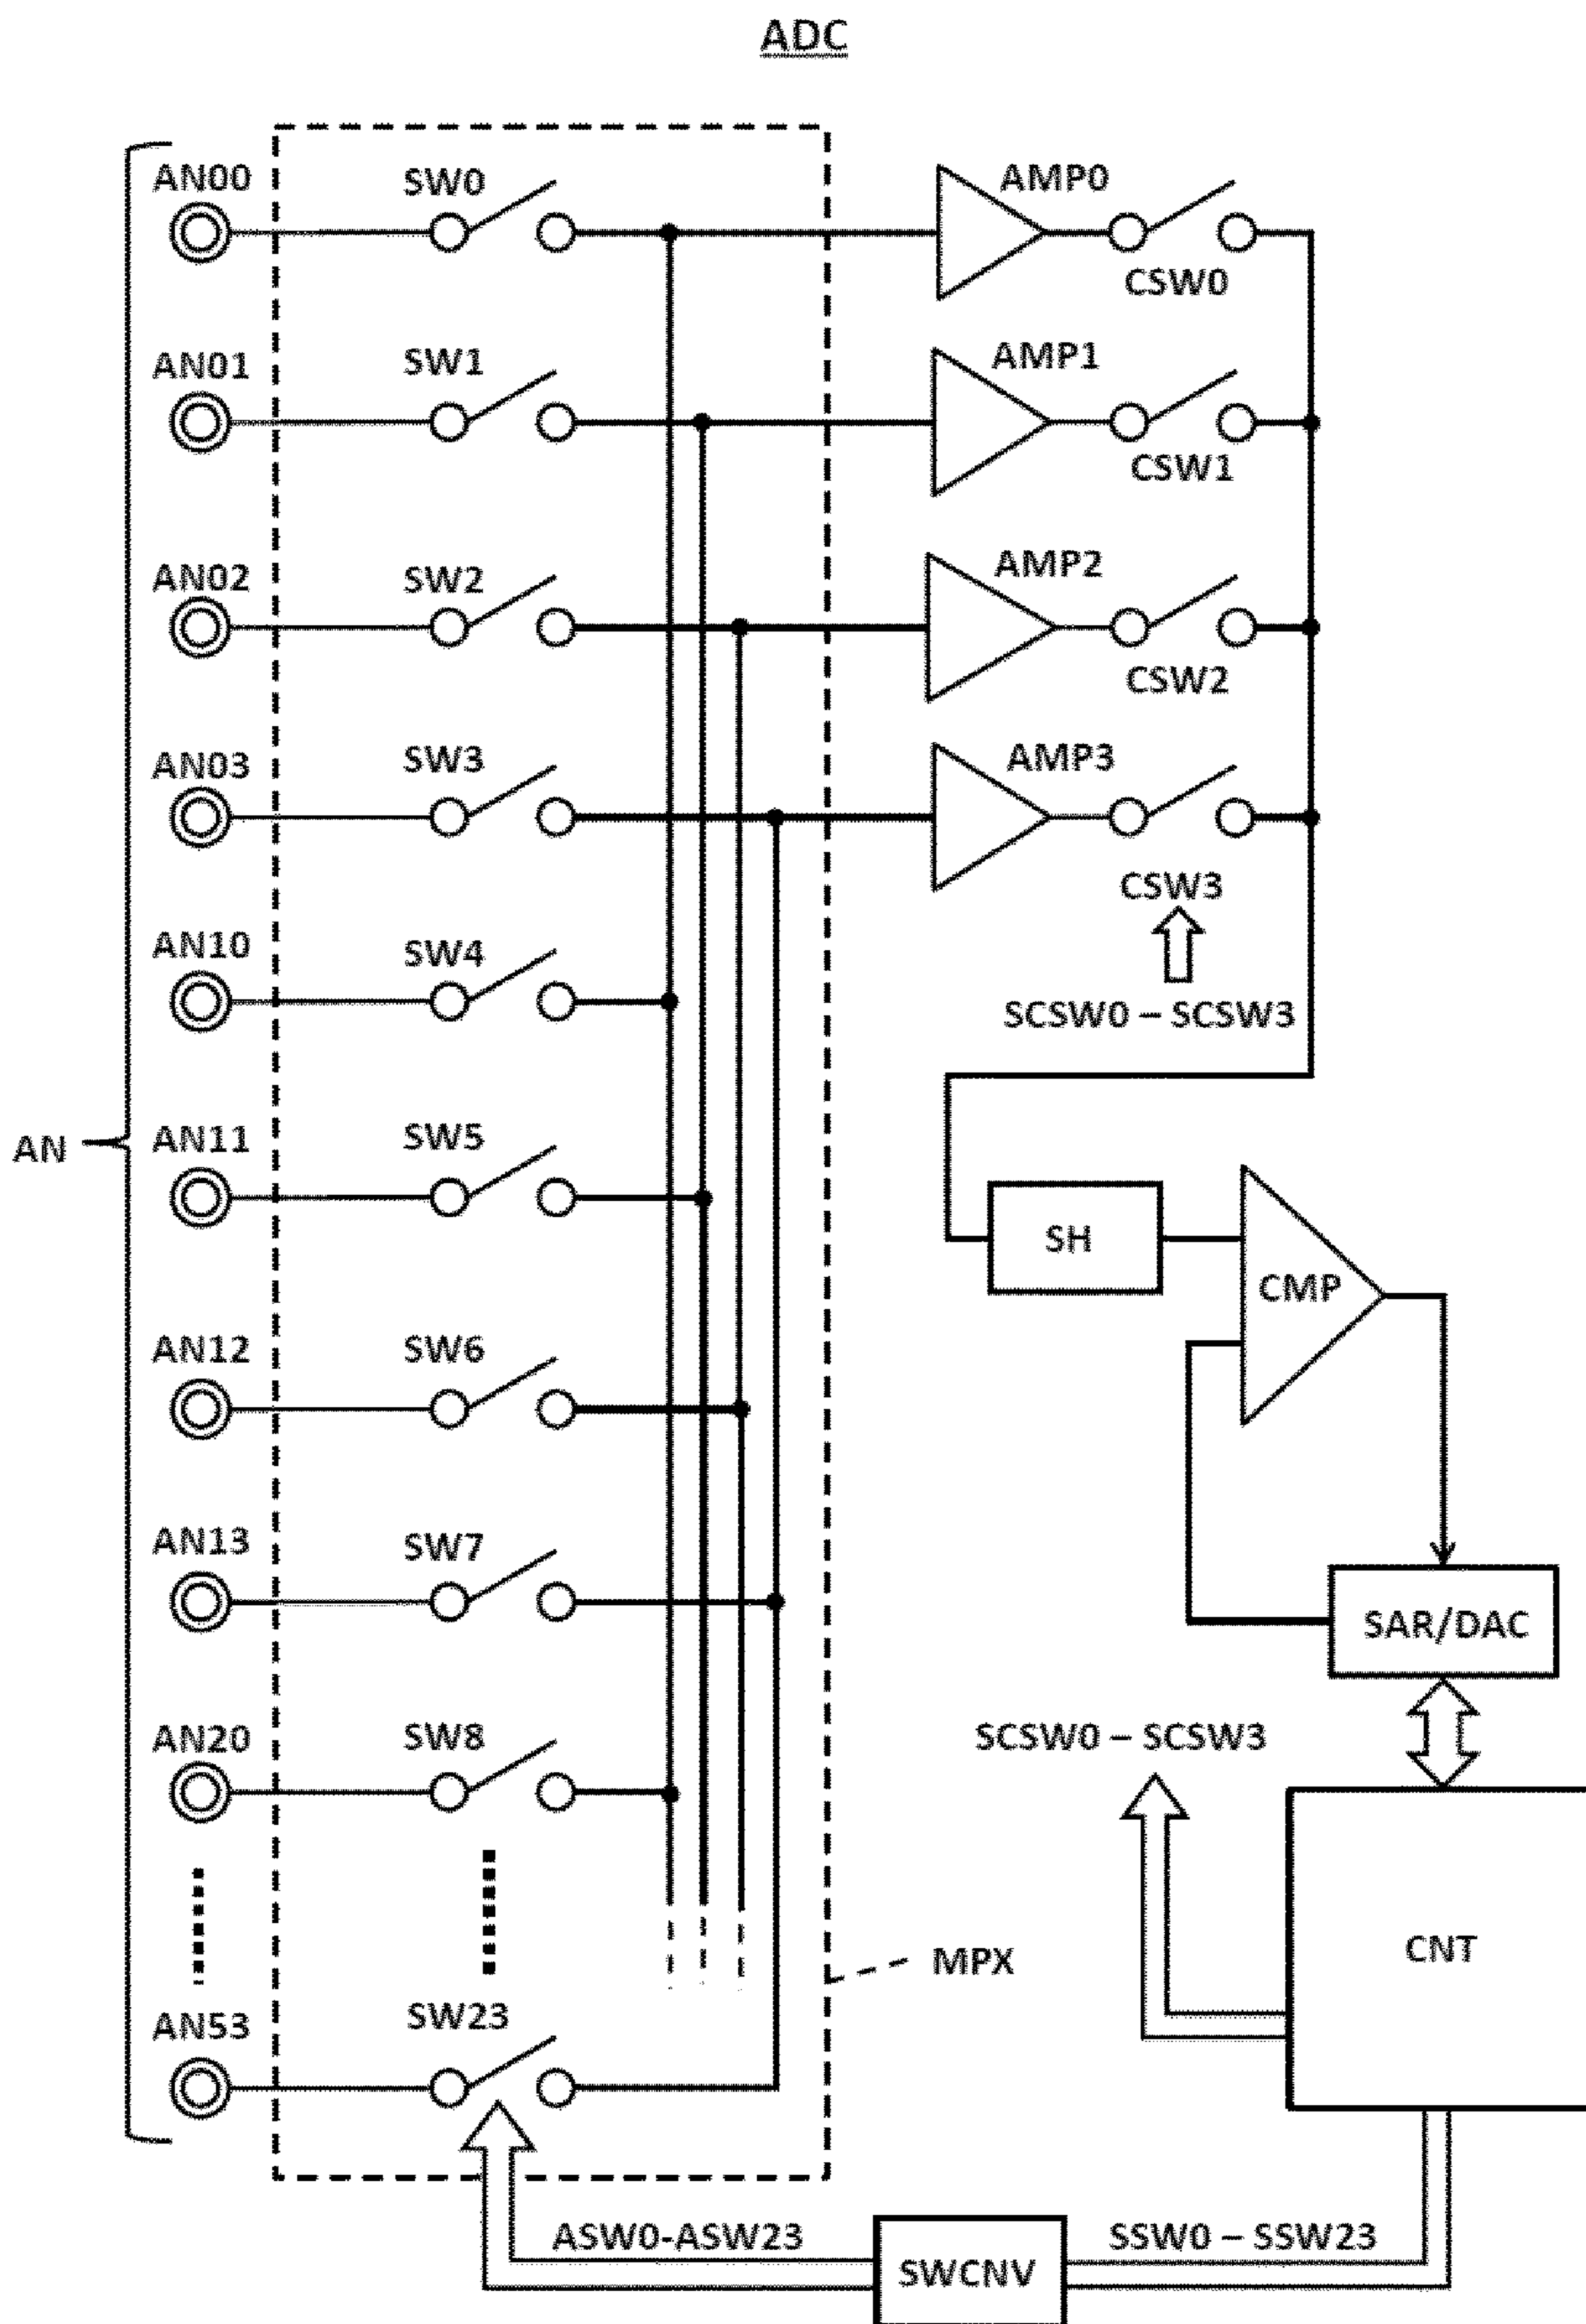 ADC
AN00
SW0
AMP0
CSW0
AN01
SW1
AMP1
CSW1
AN02
SW2
AMP2
CSW2
AN03
SW3
AMP3
CSW3
AN10
SW4
SCSW0 – SCSW3
AN
AN11
SW5
SH
CMP
AN12
SW6
AN13
SW7
SAR/DAC
AN20
SW8
SCSW0 – SCSW3
CNT
MPX
AN53
SW23
ASW0-ASW23
SWCNV
SSW0 – SSW23